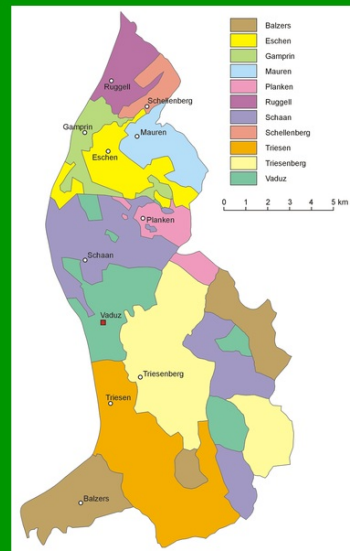 Balzers
Eschen
Gamprin
Mauren
Planken
Ruggell
Schaan
Schellenberg
Triesen
Triesenberg
Vaduz
0 1 2 3 4 5 km
Ruggell
Schellenberg
Gamprin
Mauren
Eschen
Planken
Schaan
Vaduz
Triesenberg
Triesen
Balzers